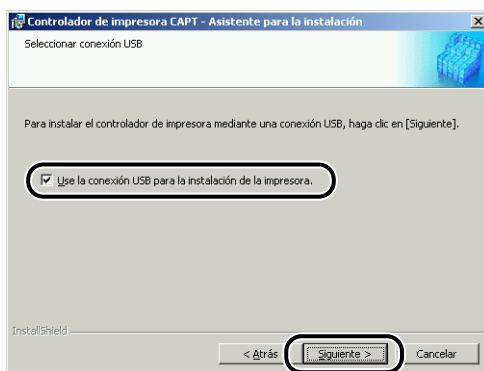 Controlador de impresora CAPT - Asistente para la instalación
Seleccionar conexión USB
Para instalar el controlador de impresora mediante una conexión USB, haga clic en [Siguiente].
Use la conexión USB para la instalación de la impresora.
InstallShield
< Atrás
Siguiente >
Cancelar